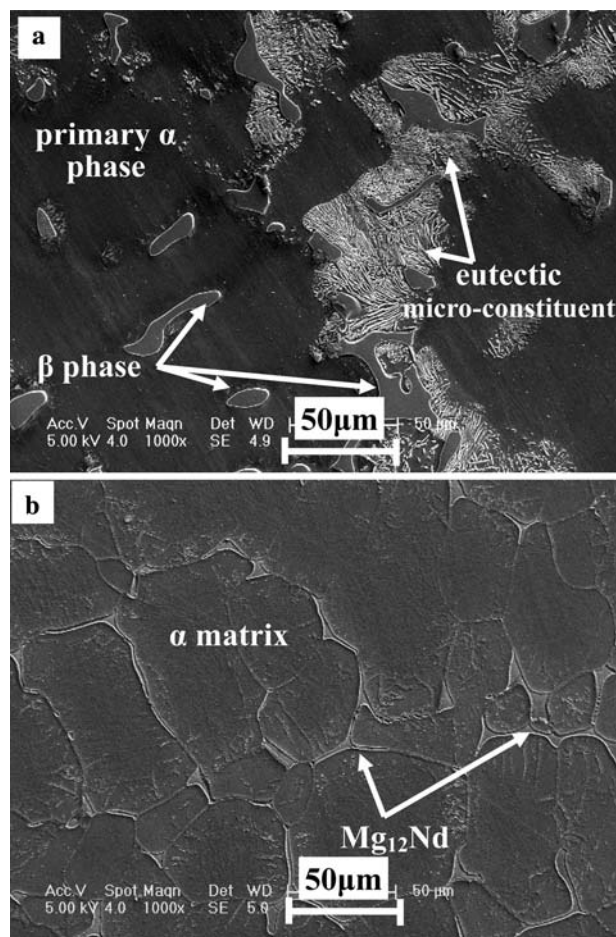 a
primary α
phase
eutectic
micro-constituent
β phase
Acc.V Spot Magn Det WD 50 µm
5.00 kV 4.0 1000x SE 4.9
50µm
b
α matrix
Mg₁₂Nd
Acc.V Spot Magn Det WD 50 µm
5.00 kV 4.0 1000x SE 5.0
50µm